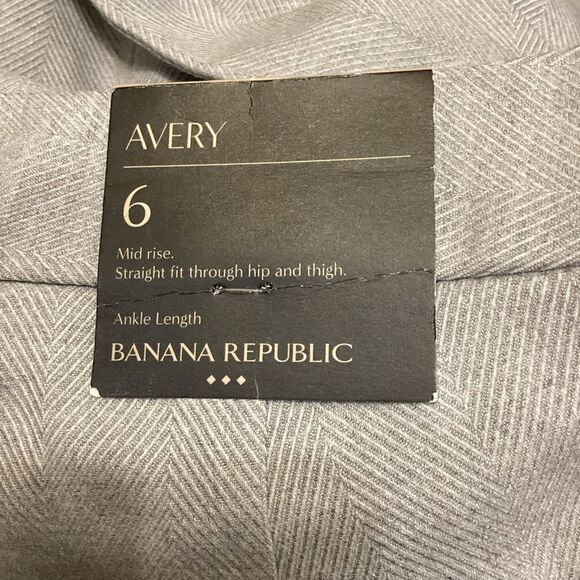 AVERY
6
Mid rise.
Straight fit through hip and thigh.
Ankle Length
BANANA REPUBLIC